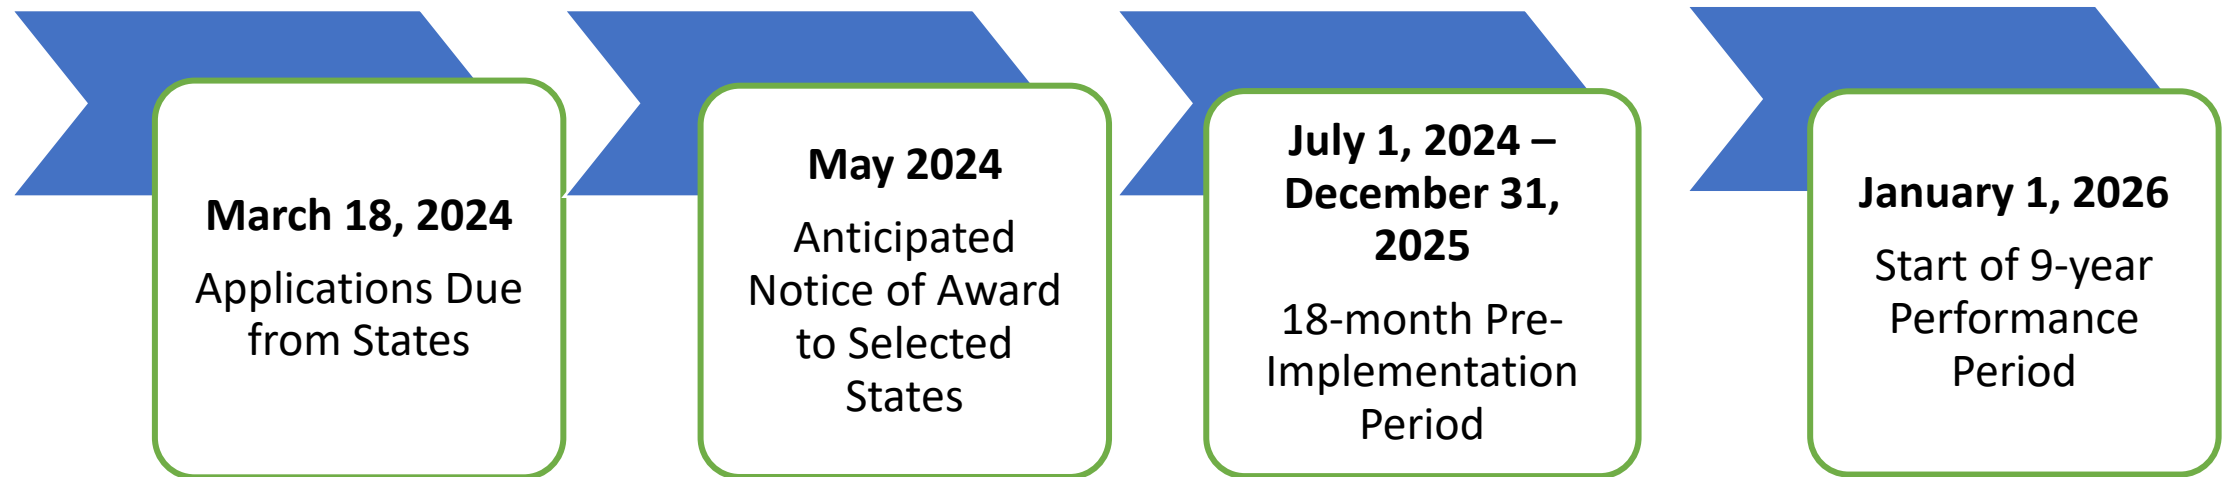 March 18, 2024
Applications Due
from States
May 2024
Anticipated
Notice of Award
to Selected
States
July 1, 2024 –
December 31,
2025
18-month Pre-
Implementation
Period
January 1, 2026
Start of 9-year
Performance
Period